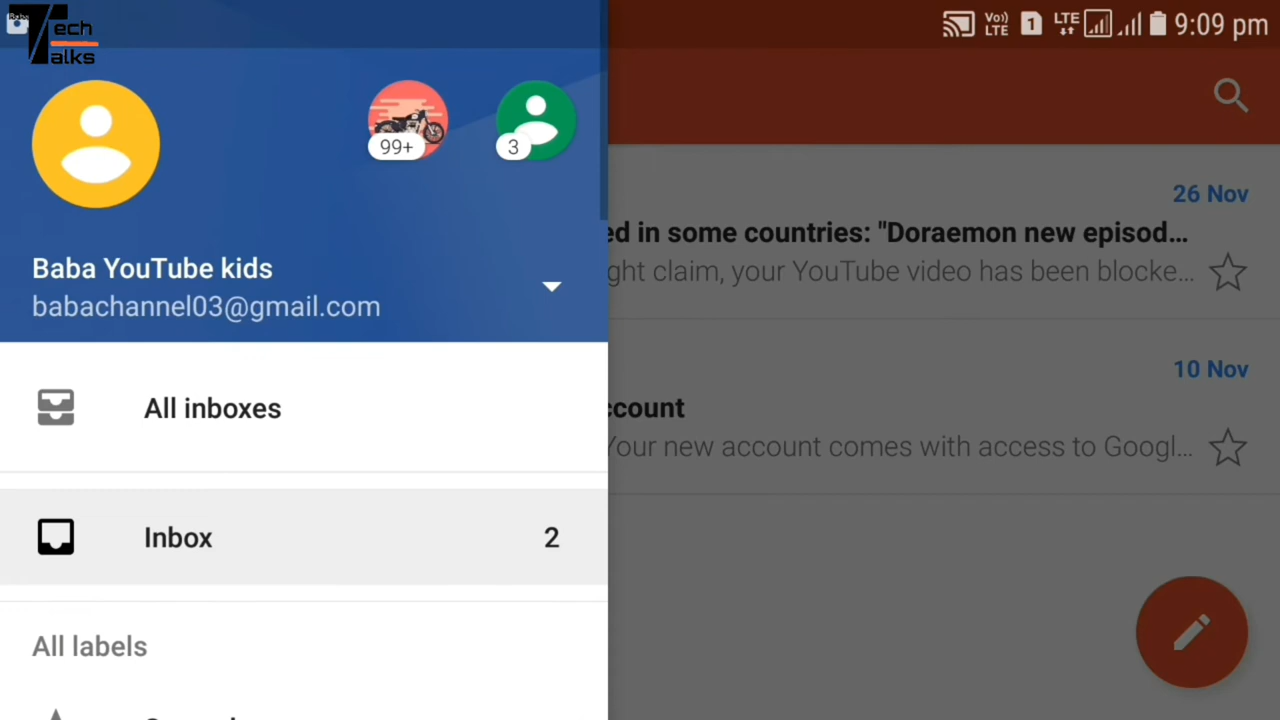 Tech
Talks
Vo)) LTE 1 LTE 9:09 pm
99+
3
Baba YouTube kids
babachannel03@gmail.com
All inboxes
Inbox 2
All labels
26 Nov
ed in some countries: "Doraemon new episod…
ght claim, your YouTube video has been blocke…
10 Nov
ccount
Your new account comes with access to Googl…